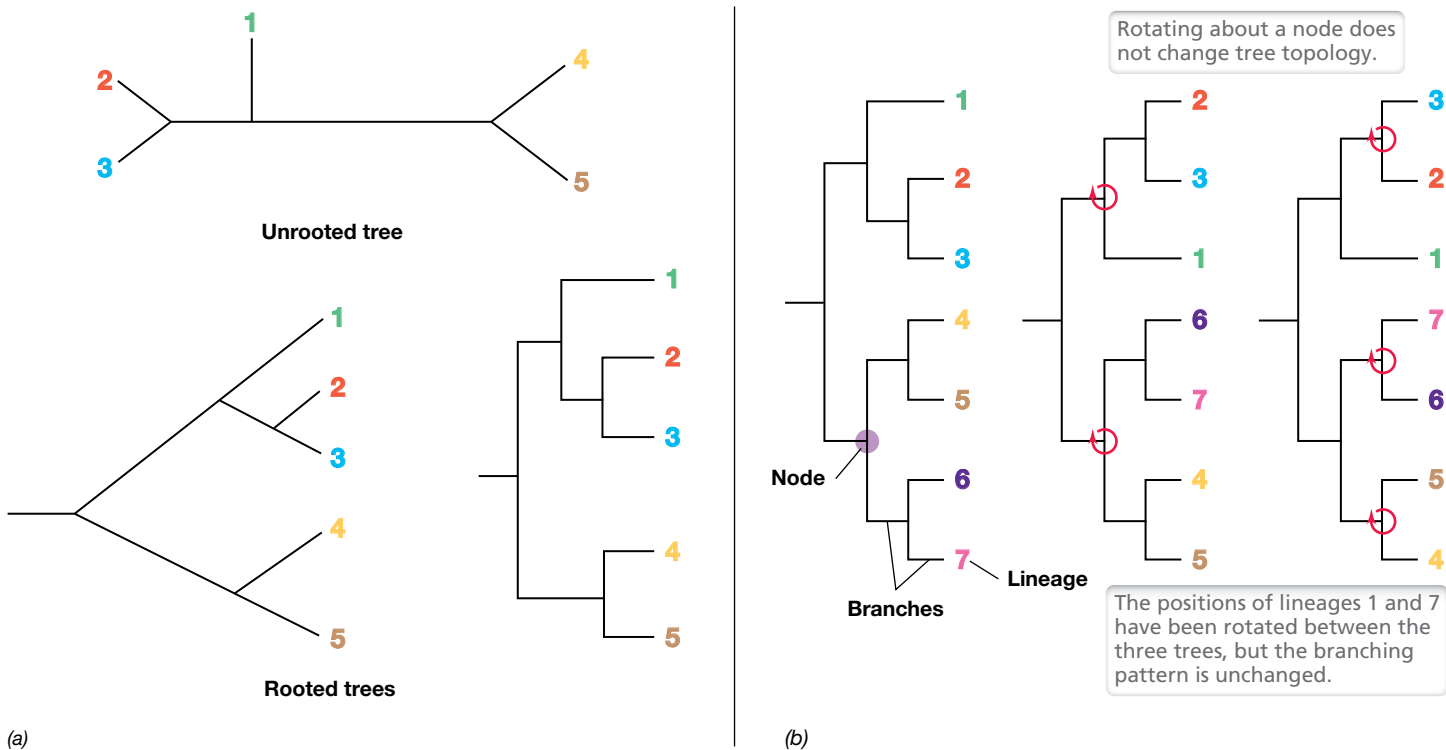 1
2
4
3
5
Unrooted tree
1
2
3
4
5
1
2
3
4
5
Rooted trees
(a)
Rotating about a node does
not change tree topology.
1
2
3
4
5
6
7
Node
Branches
Lineage
2
3
1
6
7
4
5
3
2
1
7
6
5
4
The positions of lineages 1 and 7
have been rotated between the
three trees, but the branching
pattern is unchanged.
(b)